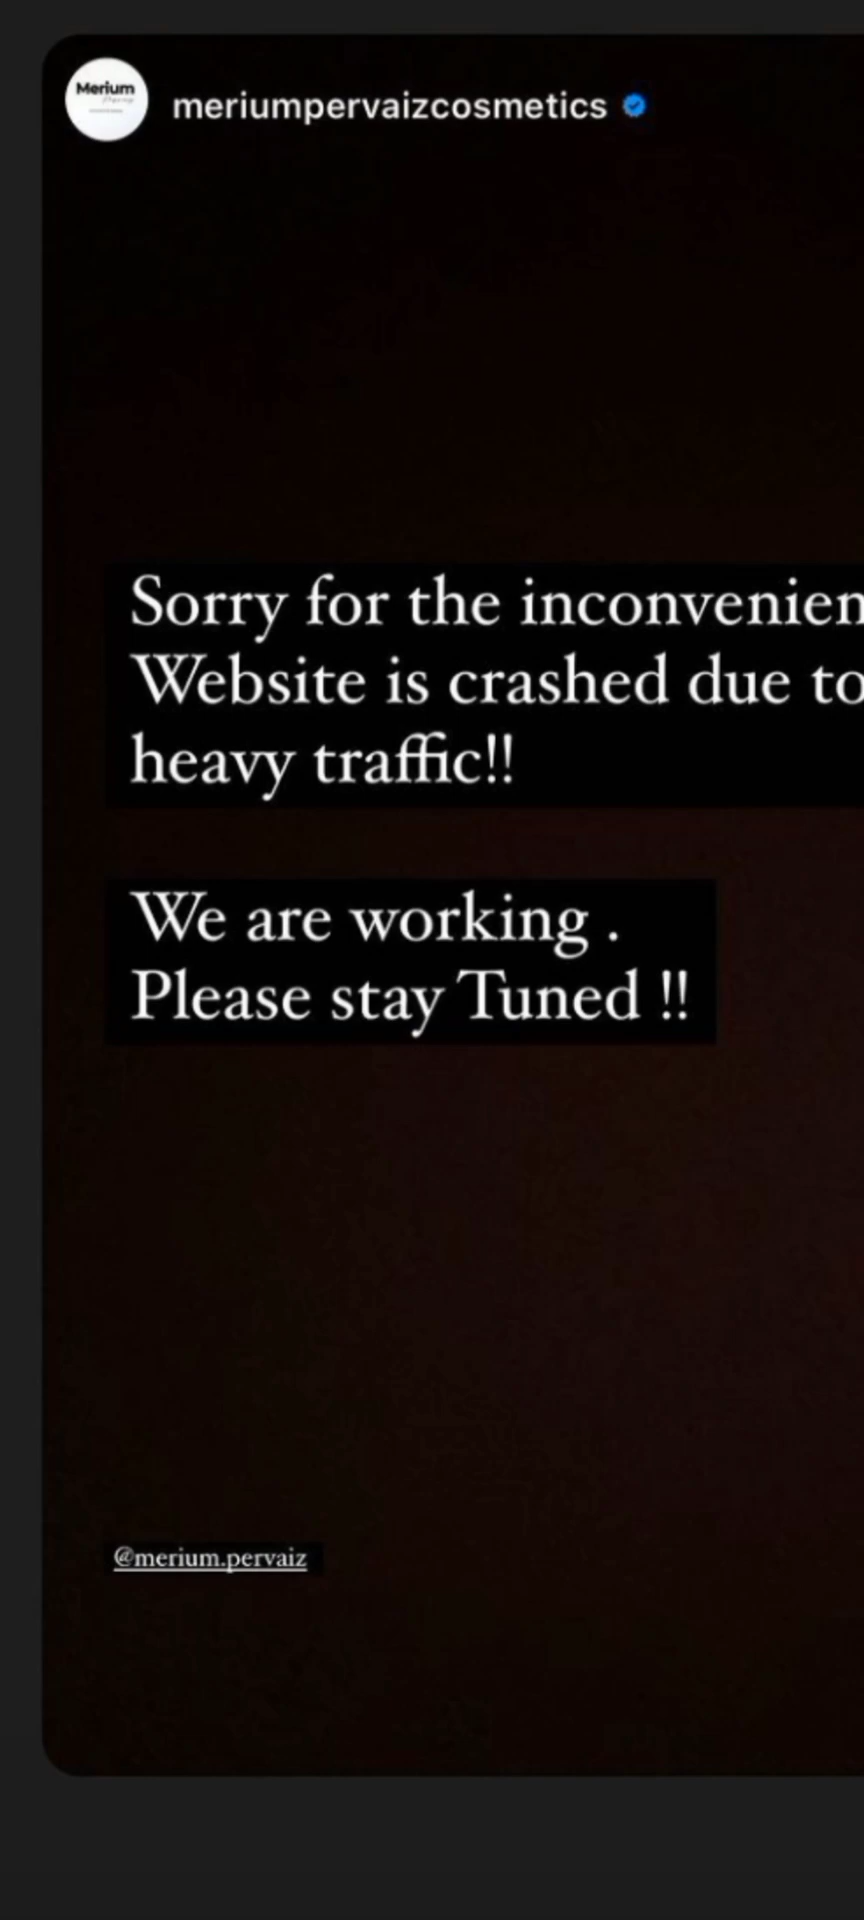 Merium
meriumpervaizcosmetics
Sorry for the inconvenien
Website is crashed due to
heavy traffic!!
We are working .
Please stay Tuned !!
@merium.pervaiz